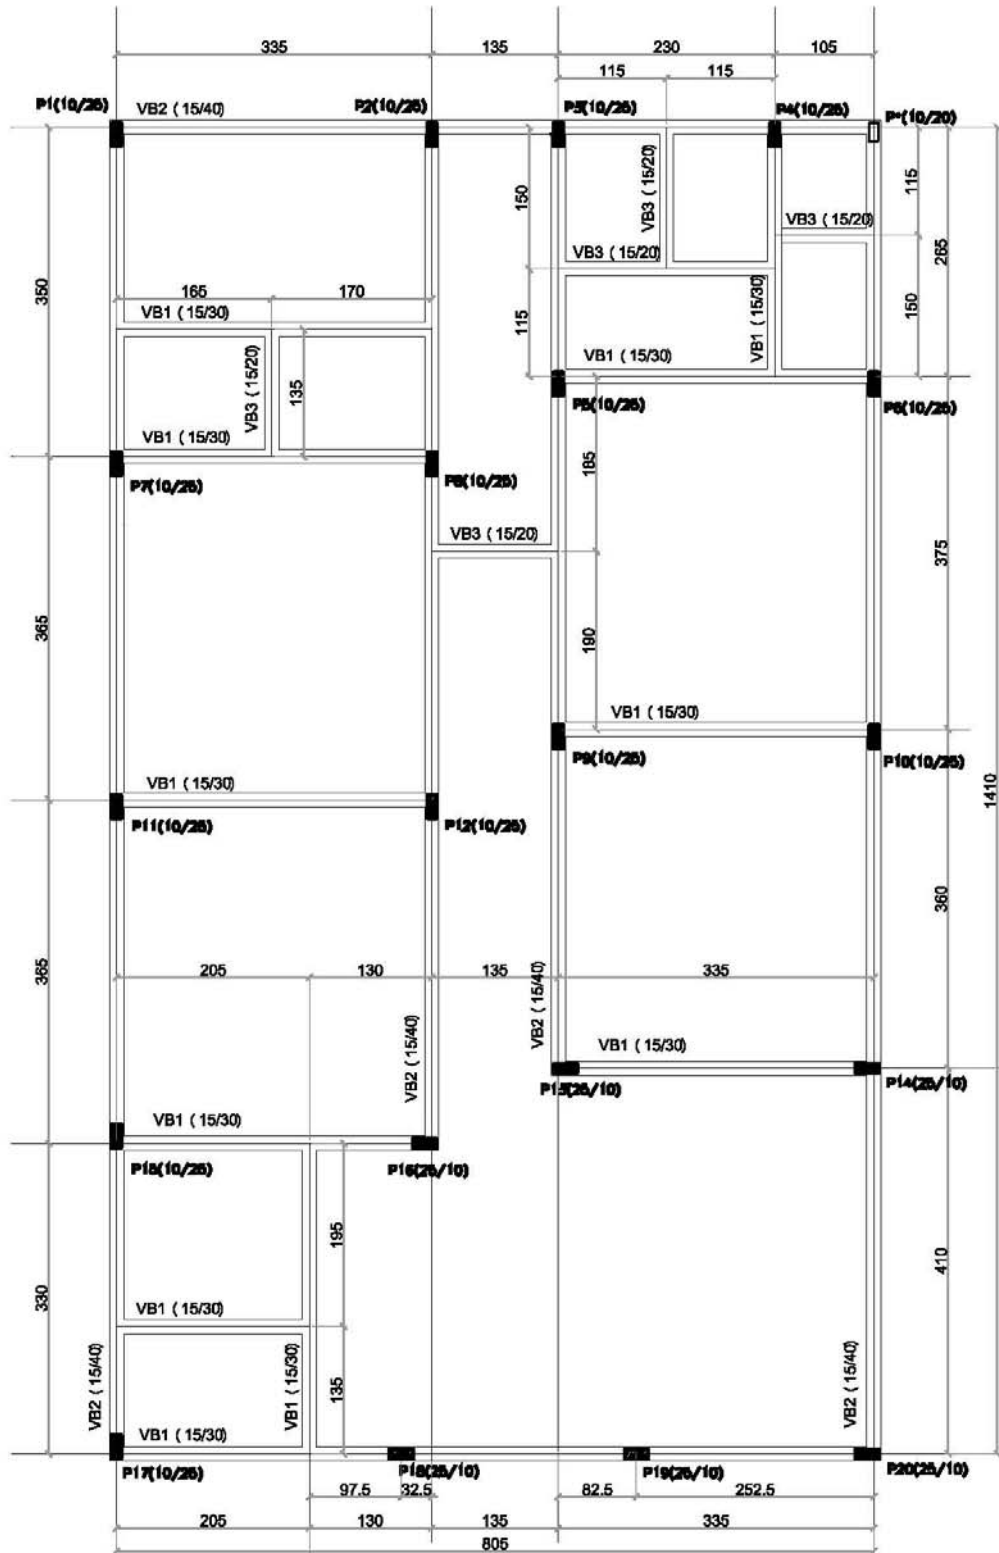 335
135
230
105
115
115
P1(10/25)
VB2 ( 15/40)
P2(10/25)
P3(10/25)
P4(10/25)
P*(10/20)
150
VB3 ( 15/20)
115
VB3 ( 15/20)
265
VB3 ( 15/20)
350
165
170
VB1 ( 15/30)
115
VB1 ( 15/30)
150
VB3 ( 15/20)
135
VB1 ( 15/30)
VB1 ( 15/30)
P5(10/25)
P6(10/25)
P7(10/25)
P8(10/25)
185
VB3 ( 15/20)
375
365
190
VB1 ( 15/30)
P9(10/25)
P10(10/25)
VB1 ( 15/30)
1410
P11(10/25)
P12(10/25)
360
365
205
130
135
335
VB2 ( 15/40)
VB2 ( 15/40)
VB1 ( 15/30)
P14(25/10)
VB1 ( 15/30)
P16(25/10)
195
410
330
VB1 ( 15/30)
VB2 ( 15/40)
VB1 ( 15/30)
135
VB2 ( 15/40)
VB1 ( 15/30)
P17(10/25)
P18(25/10)
P19(25/10)
P20(25/10)
97.5
32.5
82.5
252.5
205
130
135
335
805